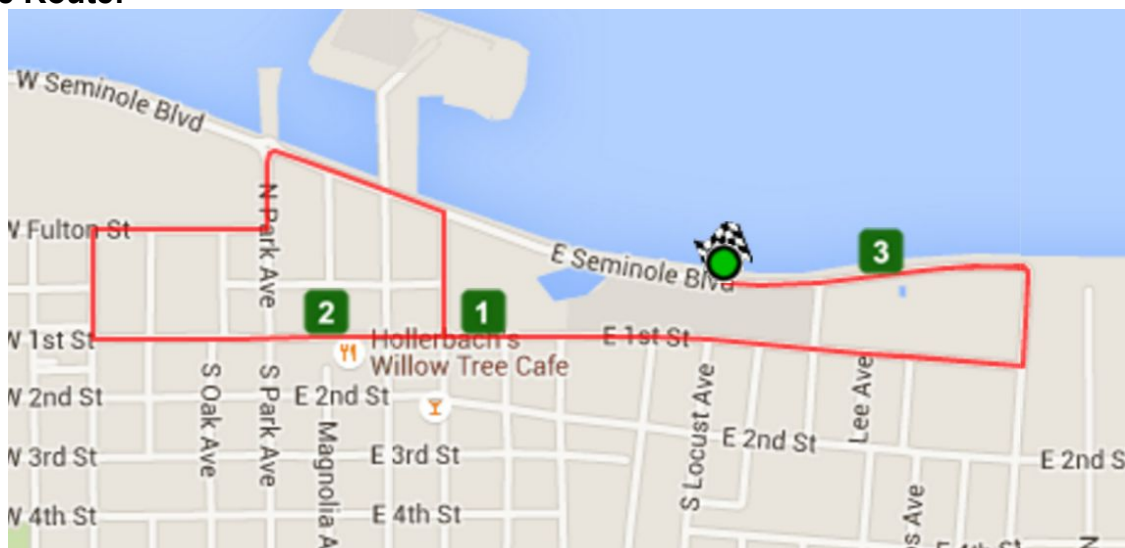 W Seminole Blvd
N Park Ave
W Fulton St
E Seminole Blvd
3
2
1
W 1st St
Hollerbach's
Willow Tree Cafe
E 1st St
S Oak Ave
S Park Ave
W 2nd St
E 2nd St
Magnolia A
S Locust Ave
Lee Ave
E 2nd St
W 3rd St
E 3rd St
E 2nd S
W 4th St
E 4th St
os Ave
N